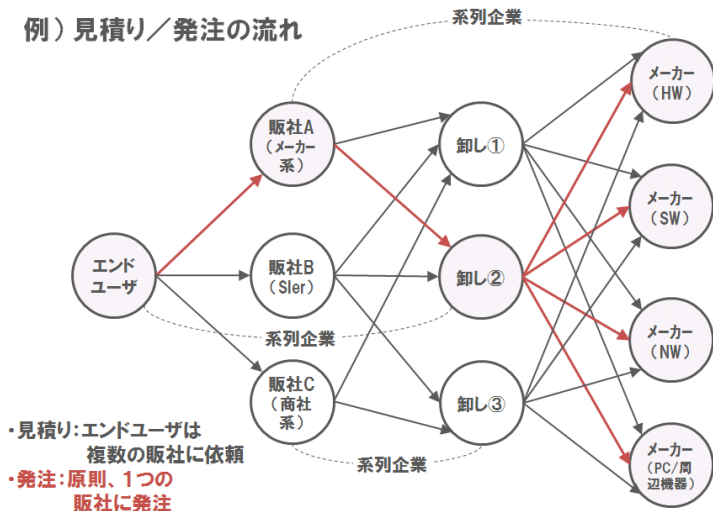 例）見積り／発注の流れ
系列企業
メーカー
（HW）
販社A
（メーカー
系）
卸し①
メーカー
（SW）
エンド
ユーザ
販社B
（SIer）
卸し②
系列企業
メーカー
（NW）
販社C
（商社
系）
卸し③
系列企業
メーカー
（PC/周
辺機器）
・見積り：エンドユーザは
複数の販社に依頼
・発注：原則、1つの
販社に発注